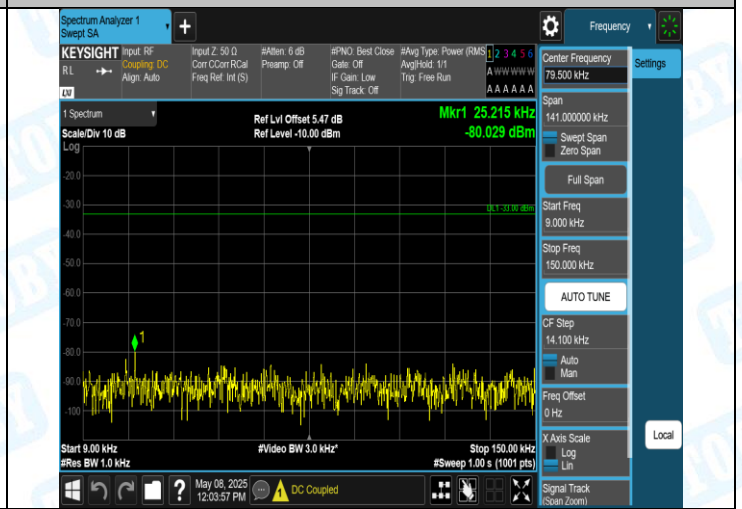 Spectrum Analyzer 1
Swept SA
Frequency
KEYSIGHT
RL
LXI
Input: RF
Coupling: DC
Align: Auto
Input Z: 50 Ω
Corr CCorr RCal
Freq Ref: Int (S)
#Atten: 6 dB
Preamp: Off
#PNO: Best Close
Gate: Off
IF Gain: Low
Sig Track: Off
#Avg Type: Power (RMS
Avg|Hold: 1/1
Trig: Free Run
1 2 3 4 5 6
A W W W W W
A A A A A A
1 Spectrum
Scale/Div 10 dB
Log
Ref Lvl Offset 5.47 dB
Ref Level -10.00 dBm
Mkr1 25.215 kHz
-80.029 dBm
-20.0
-30.0
DL1 -33.00 dBm
-40.0
-50.0
-60.0
-70.0
1
-80.0
-90.0
-100
Start 9.00 kHz
#Res BW 1.0 kHz
#Video BW 3.0 kHz*
Stop 150.00 kHz
#Sweep 1.00 s (1001 pts)
?
May 08, 2025
12:03:57 PM
DC Coupled
Center Frequency
79.500 kHz
Settings
Span
141.000000 kHz
Swept Span
Zero Span
Full Span
Start Freq
9.000 kHz
Stop Freq
150.000 kHz
AUTO TUNE
CF Step
14.100 kHz
Auto
Man
Freq Offset
0 Hz
X Axis Scale
Log
Lin
Local
Signal Track
(Span Zoom)